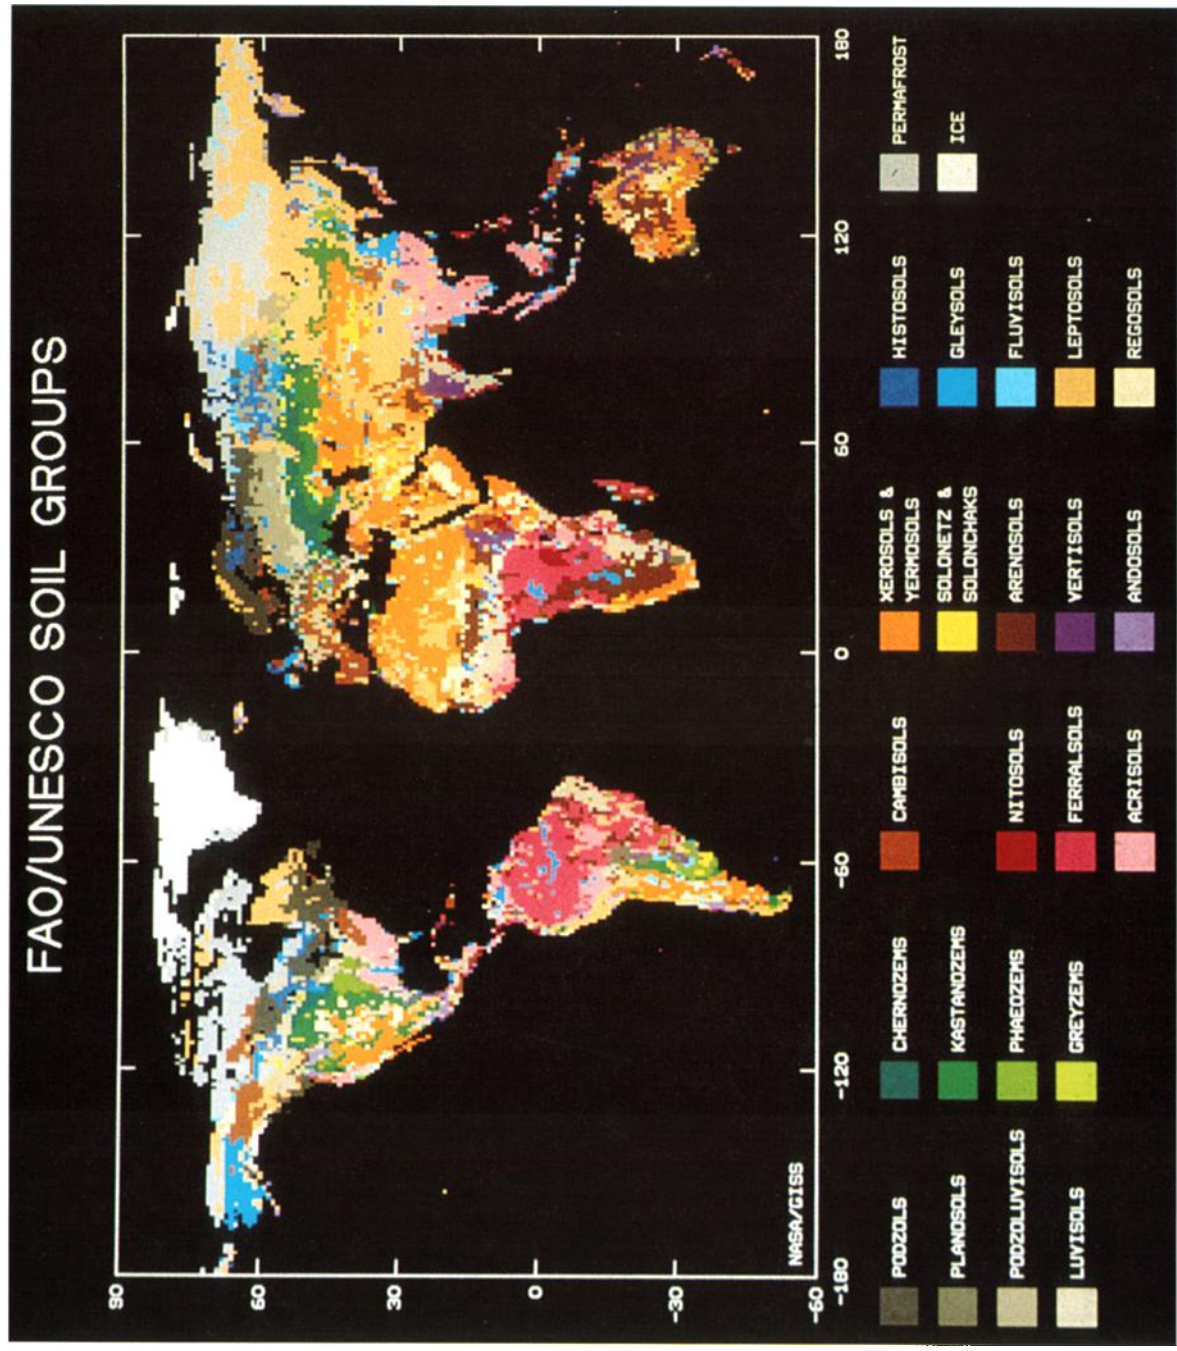 FAO/UNESCO SOIL GROUPS
90
60
30
0
-30
-60
-180
-120
-60
0
60
120
180
NASA/GISS
PODZOLS
PLANOSOLS
PODZOLUVISOLS
LUVISOLS
CHERNOZEMS
KASTANOZEMS
PHAEOZEMS
GREYZEMS
CAMBISOLS
NITOSOLS
FERRALSOLS
ACRISOLS
XEROSOLS &
YERMOSOLS
SOLONETZ &
SOLONCHAKS
ARENOSOLS
VERTISOLS
ANDOSOLS
HISTOSOLS
GLEYSOLS
FLUVISOLS
LEPTOSOLS
REGOSOLS
PERMAFROST
ICE